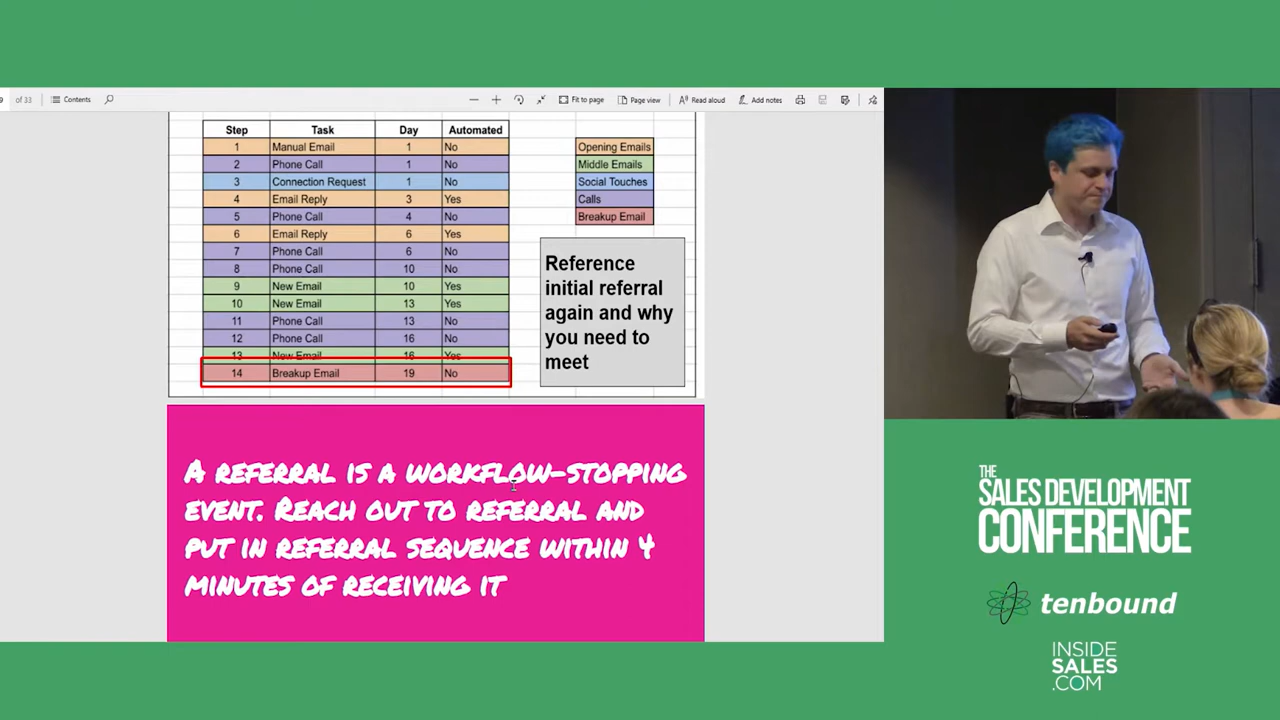 9 of 33 Contents Fit to page Page view Read aloud Add notes
Step Task Day Automated
1 Manual Email 1 No
2 Phone Call 1 No
3 Connection Request 1 No
4 Email Reply 3 Yes
5 Phone Call 4 No
6 Email Reply 6 Yes
7 Phone Call 6 No
8 Phone Call 10 No
9 New Email 10 Yes
10 New Email 13 Yes
11 Phone Call 13 No
12 Phone Call 16 No
13 New Email 16 Yes
14 Breakup Email 19 No
Opening Emails
Middle Emails
Social Touches
Calls
Breakup Email
Reference
initial referral
again and why
you need to
meet
A REFERRAL IS A WORKFLOW-STOPPING
EVENT. REACH OUT TO REFERRAL AND
PUT IN REFERRAL SEQUENCE WITHIN 4
MINUTES OF RECEIVING IT
THE
SALES DEVELOPMENT
CONFERENCE
tenbound
INSIDE
SALES
.COM